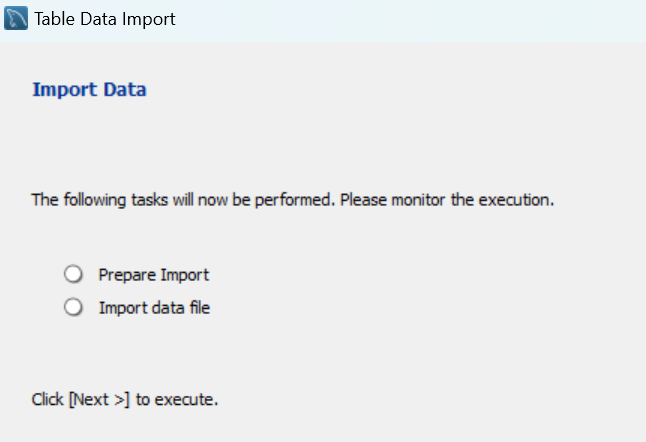 Table Data Import
Import Data
The following tasks will now be performed. Please monitor the execution.
Prepare Import
Import data file
Click [Next >] to execute.